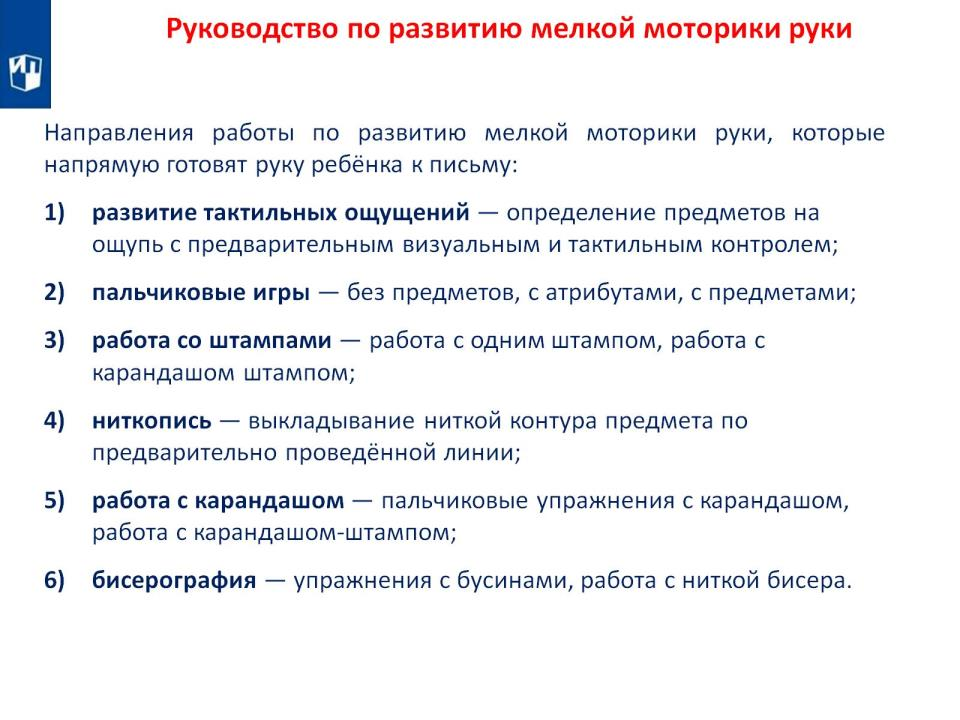 Руководство по развитию мелкой моторики руки
Направления работы по развитию мелкой моторики руки, которые
напрямую готовят руку ребёнка к письму:
1) развитие тактильных ощущений — определение предметов на
ощупь с предварительным визуальным и тактильным контролем;
2) пальчиковые игры — без предметов, с атрибутами, с предметами;
3) работа со штампами — работа с одним штампом, работа с
карандашом штампом;
4) ниткопись — выкладывание ниткой контура предмета по
предварительно проведённой линии;
5) работа с карандашом — пальчиковые упражнения с карандашом,
работа с карандашом-штампом;
6) бисерография — упражнения с бусинами, работа с ниткой бисера.